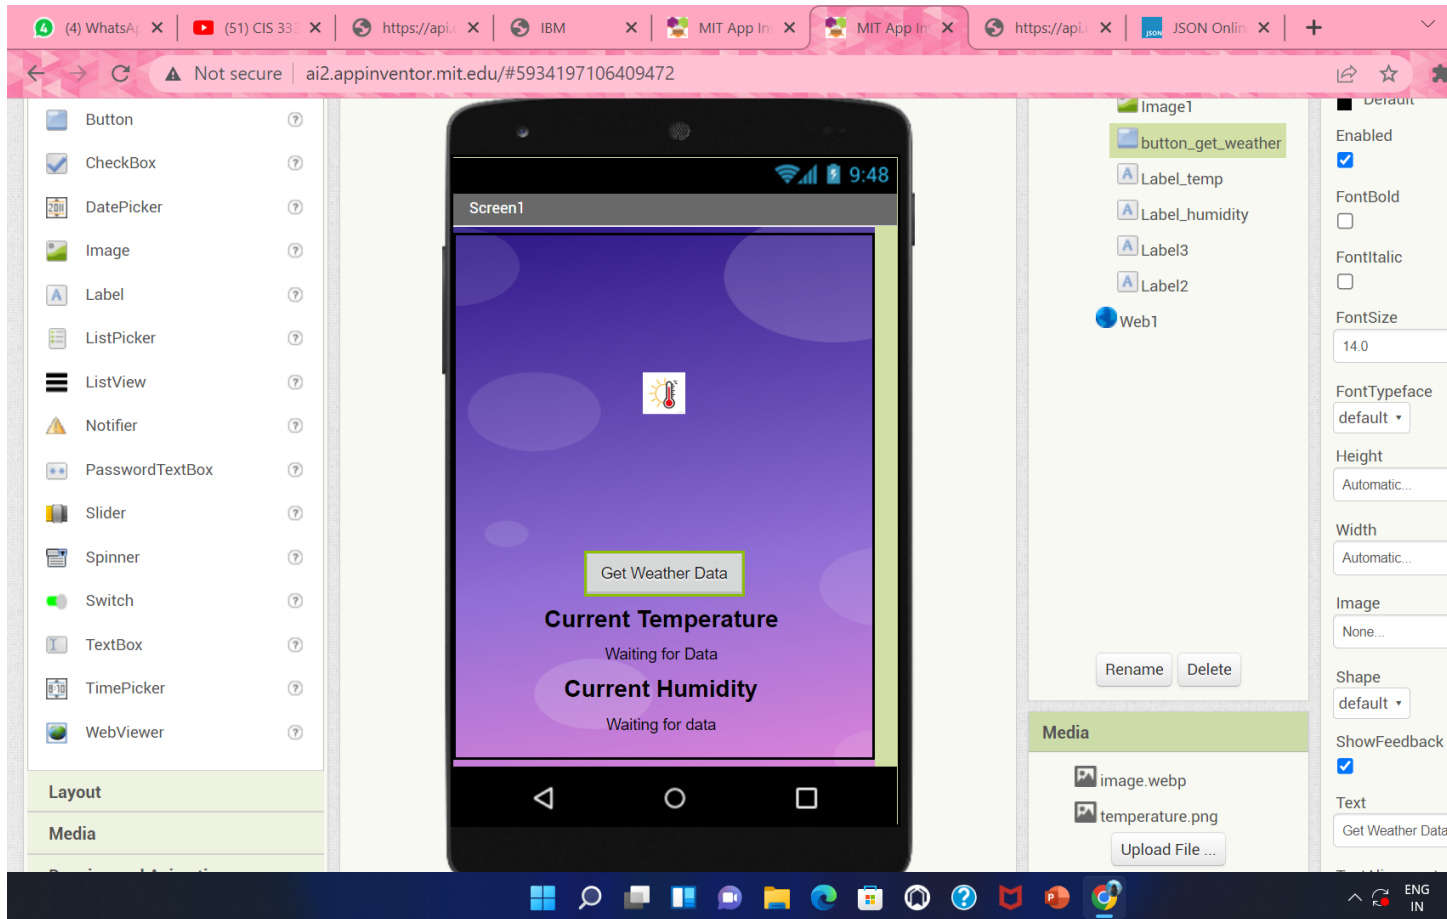 (4) WhatsAp
(51) CIS 333
https://api.c
IBM
MIT App Inv
MIT App In
https://api.c
JSON
JSON Onlin
Not secure
ai2.appinventor.mit.edu/#5934197106409472
Button
CheckBox
DatePicker
Image
Label
ListPicker
ListView
Notifier
PasswordTextBox
Slider
Spinner
Switch
TextBox
TimePicker
WebViewer
Layout
Media
9:48
Screen1
Get Weather Data
Current Temperature
Waiting for Data
Current Humidity
Waiting for data
Image1
button_get_weather
Label_temp
Label_humidity
Label3
Label2
Web1
Rename
Delete
Media
image.webp
temperature.png
Upload File ...
Default
Enabled
FontBold
FontItalic
FontSize
14.0
FontTypeface
default
Height
Automatic...
Width
Automatic...
Image
None...
Shape
default
ShowFeedback
Text
Get Weather Data
ENG
IN